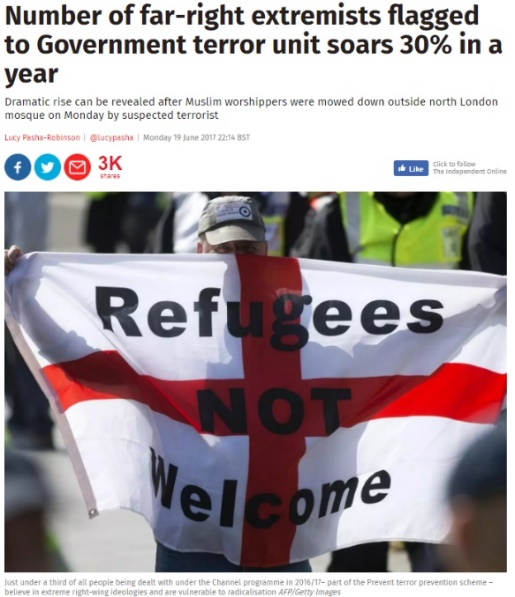 Number of far-right extremists flagged
to Government terror unit soars 30% in a
year
Dramatic rise can be revealed after Muslim worshippers were mowed down outside north London
mosque on Monday by suspected terrorist
Lucy Pasha-Robinson | @lucypasha | Monday 19 June 2017 22:14 BST
3K
shares
Like
Click to follow
The Independent Online
Refugees
NOT
Welcome
Just under a third of all people being dealt with under the Channel programme in 2016/17– part of the Prevent terror prevention scheme –
believe in extreme right-wing ideologies and are vulnerable to radicalisation AFP/Getty Images